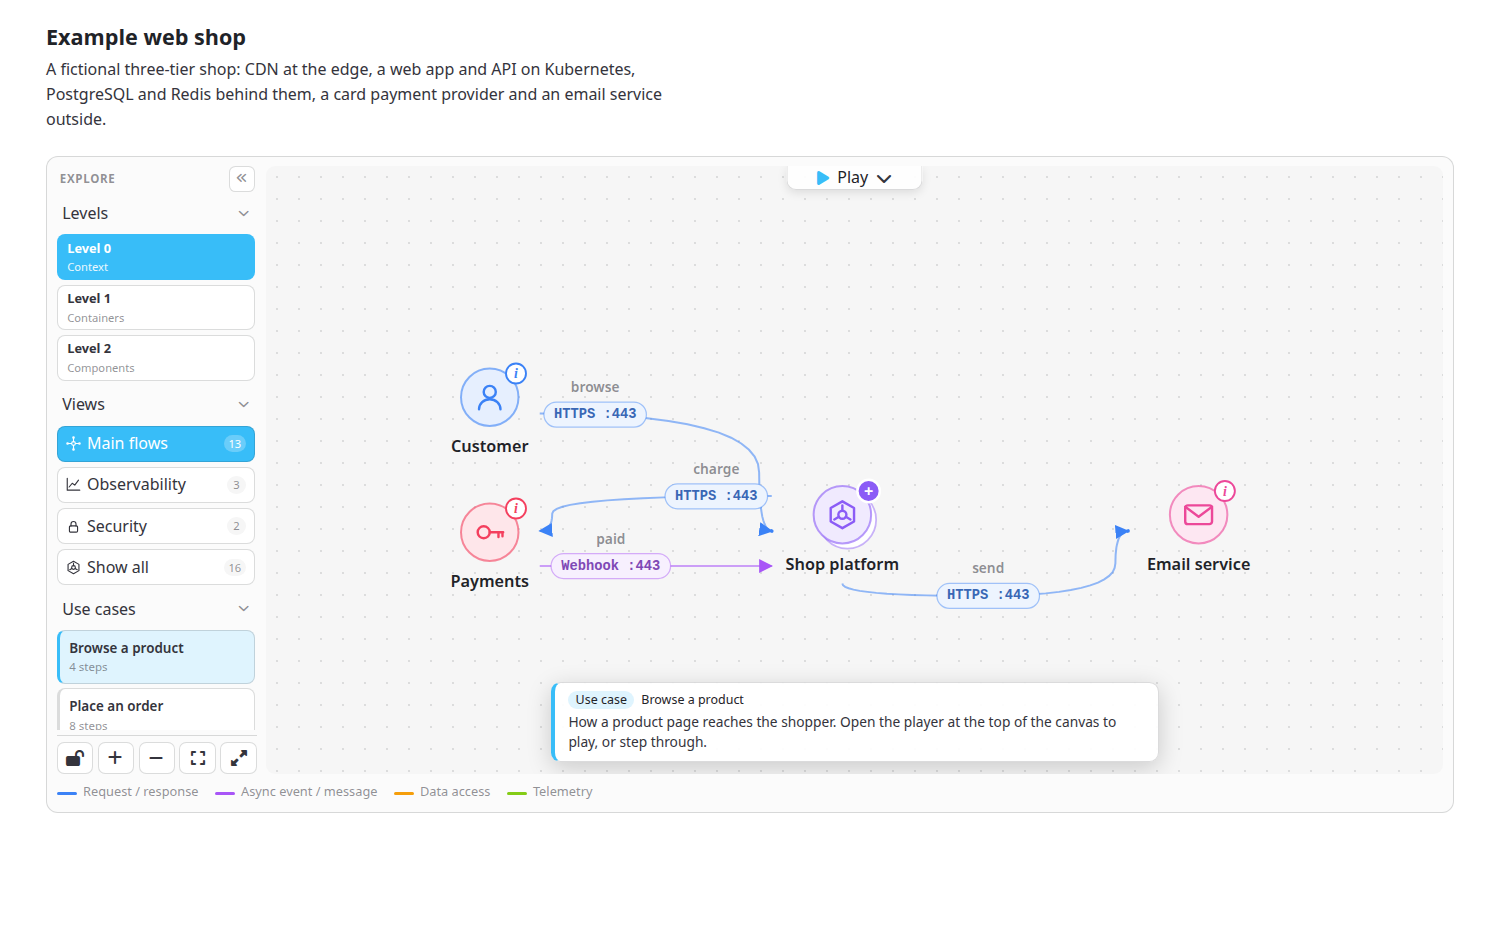 Example web shop
A fictional three-tier shop: CDN at the edge, a web app and API on Kubernetes,
PostgreSQL and Redis behind them, a card payment provider and an email service
outside.
EXPLORE
Levels
Level 0
Context
Level 1
Containers
Level 2
Components
Views
Main flows 13
Observability 3
Security 2
Show all 16
Use cases
Browse a product
4 steps
Place an order
8 steps
Play
browse
HTTPS :443
Customer
charge
HTTPS :443
Payments
paid
Webhook :443
Shop platform
send
HTTPS :443
Email service
Use case Browse a product
How a product page reaches the shopper. Open the player at the top of the canvas to
play, or step through.
Request / response
Async event / message
Data access
Telemetry